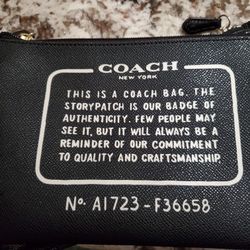 COACH
NEW YORK
THIS IS A COACH BAG. THE
STORYPATCH IS OUR BADGE OF
AUTHENTICITY. FEW PEOPLE MAY
SEE IT, BUT IT WILL ALWAYS BE A
REMINDER OF OUR COMMITMENT
TO QUALITY AND CRAFTSMANSHIP.
Nº A1723-F36658